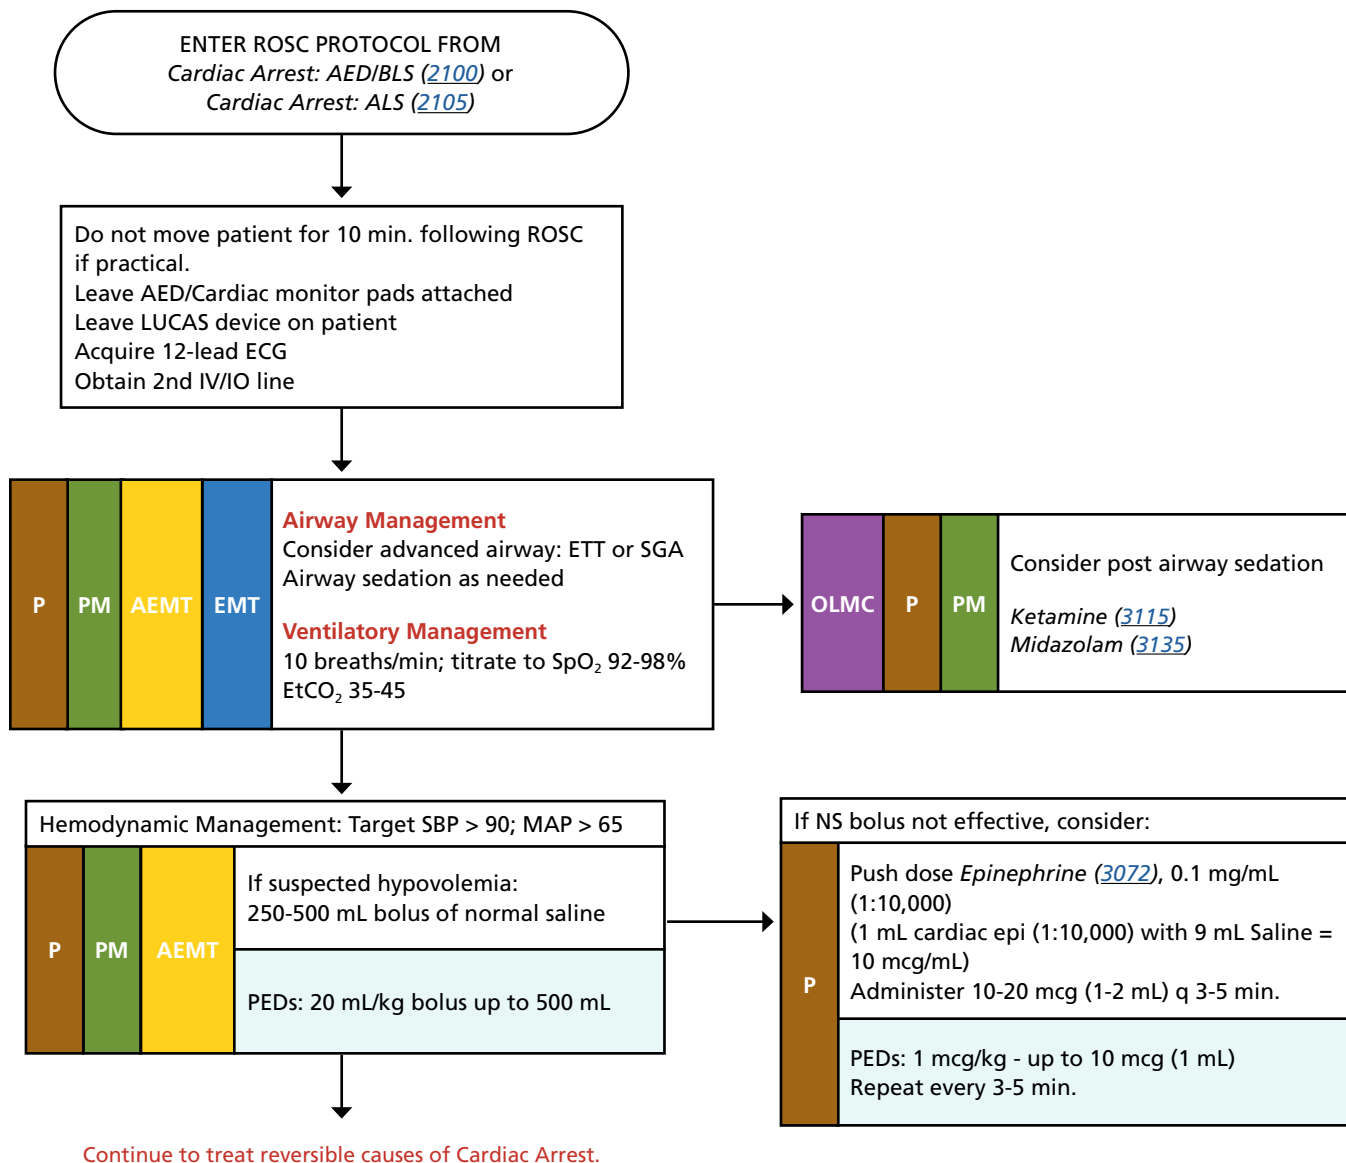 ENTER ROSC PROTOCOL FROM
Cardiac Arrest: AED/BLS (2100) or
Cardiac Arrest: ALS (2105)
Do not move patient for 10 min. following ROSC
if practical.
Leave AED/Cardiac monitor pads attached
Leave LUCAS device on patient
Acquire 12-lead ECG
Obtain 2nd IV/IO line
P
PM
AEMT
EMT
Airway Management
Consider advanced airway: ETT or SGA
Airway sedation as needed
Ventilatory Management
10 breaths/min; titrate to SpO₂ 92-98%
EtCO₂ 35-45
OLMC
P
PM
Consider post airway sedation
Ketamine (3115)
Midazolam (3135)
Hemodynamic Management: Target SBP > 90; MAP > 65
P
PM
AEMT
If suspected hypovolemia:
250-500 mL bolus of normal saline
PEDs: 20 mL/kg bolus up to 500 mL
If NS bolus not effective, consider:
P
Push dose Epinephrine (3072), 0.1 mg/mL
(1:10,000)
(1 mL cardiac epi (1:10,000) with 9 mL Saline =
10 mcg/mL)
Administer 10-20 mcg (1-2 mL) q 3-5 min.
PEDs: 1 mcg/kg - up to 10 mcg (1 mL)
Repeat every 3-5 min.
Continue to treat reversible causes of Cardiac Arrest.